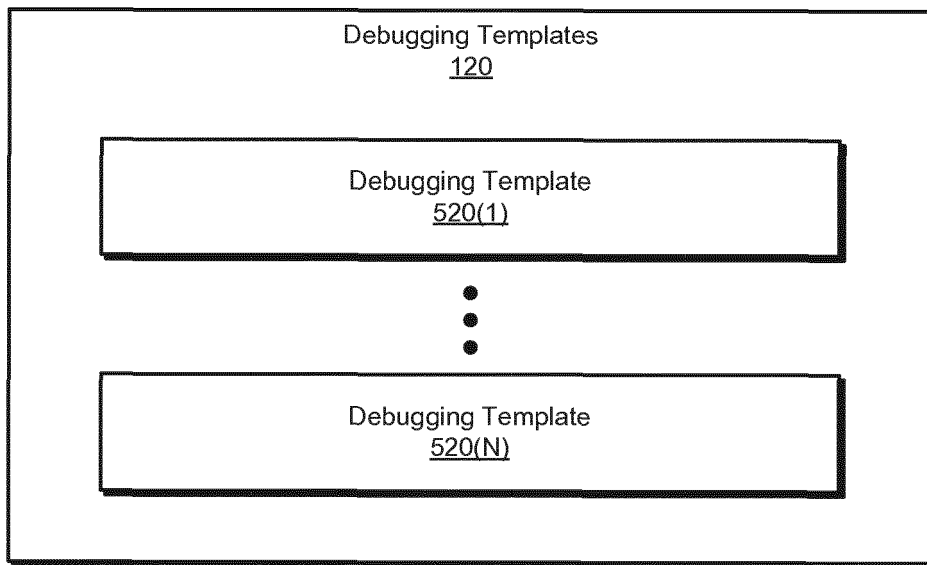 Debugging Templates
120
Debugging Template
520(1)
Debugging Template
520(N)